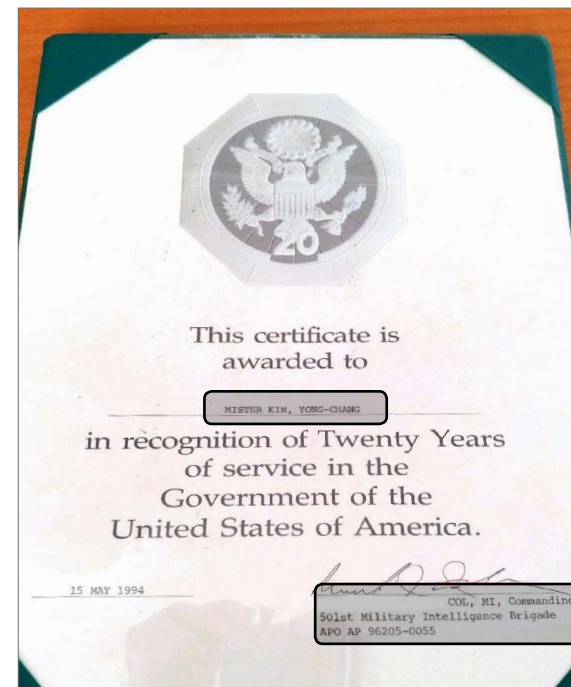 20
This certificate is
awarded to
MISTER KIM, YONG-CHANG
in recognition of Twenty Years
of service in the
Government of the
United States of America.
15 MAY 1994
COL, MI, Commanding
501st Military Intelligence Brigade
APO AP 96205-0055